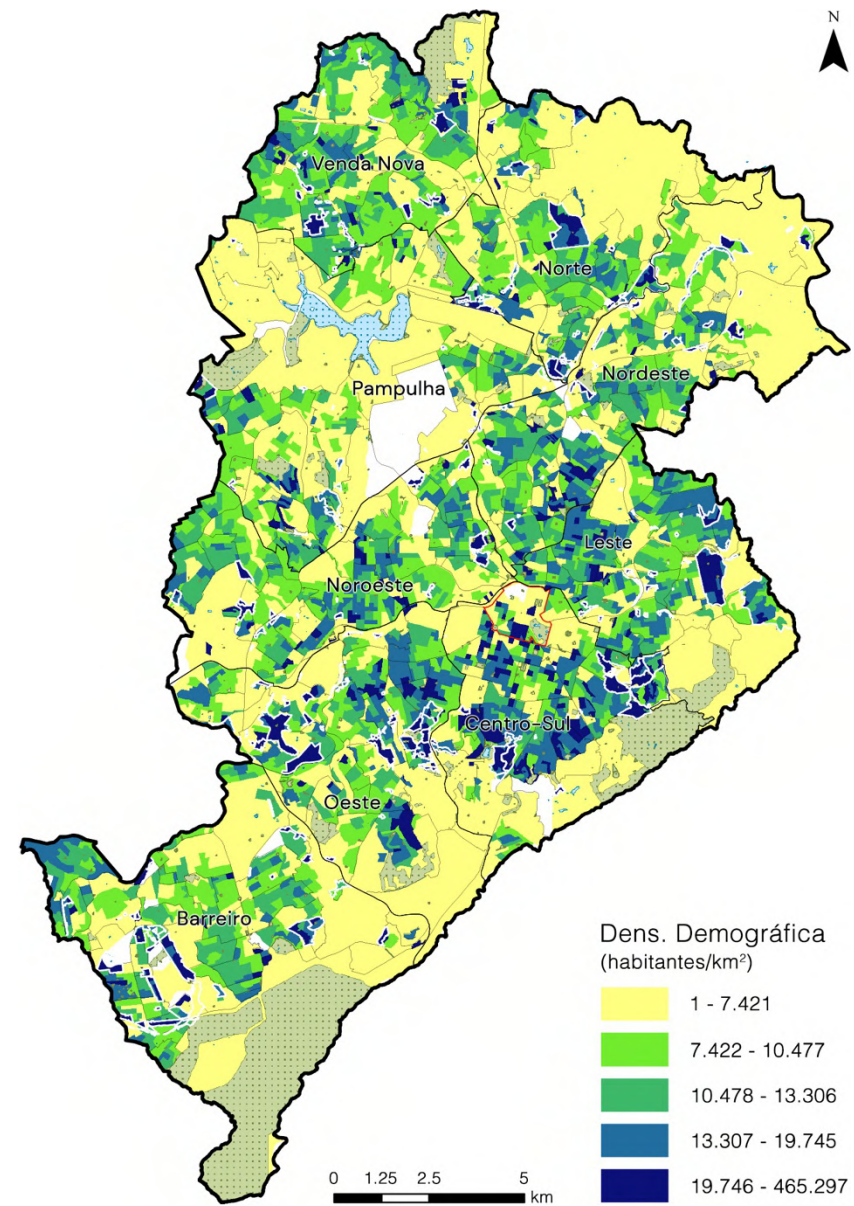 N
Venda Nova
Norte
Nordeste
Pampulha
Leste
Noroeste
Centro-Sul
Oeste
Barreiro
Dens. Demográfica
(habitantes/km²)
1 - 7.421
7.422 - 10.477
10.478 - 13.306
13.307 - 19.745
19.746 - 465.297
0 1.25 2.5 5
km